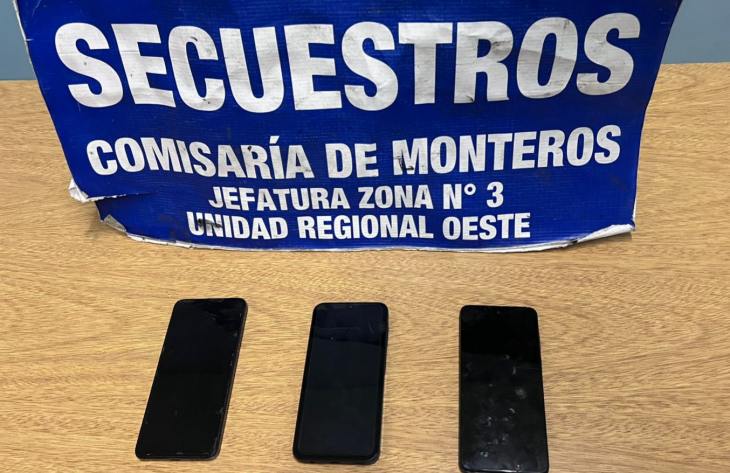 SECUESTROS
COMISARÍA DE MONTEROS
JEFATURA ZONA N° 3
UNIDAD REGIONAL OESTE